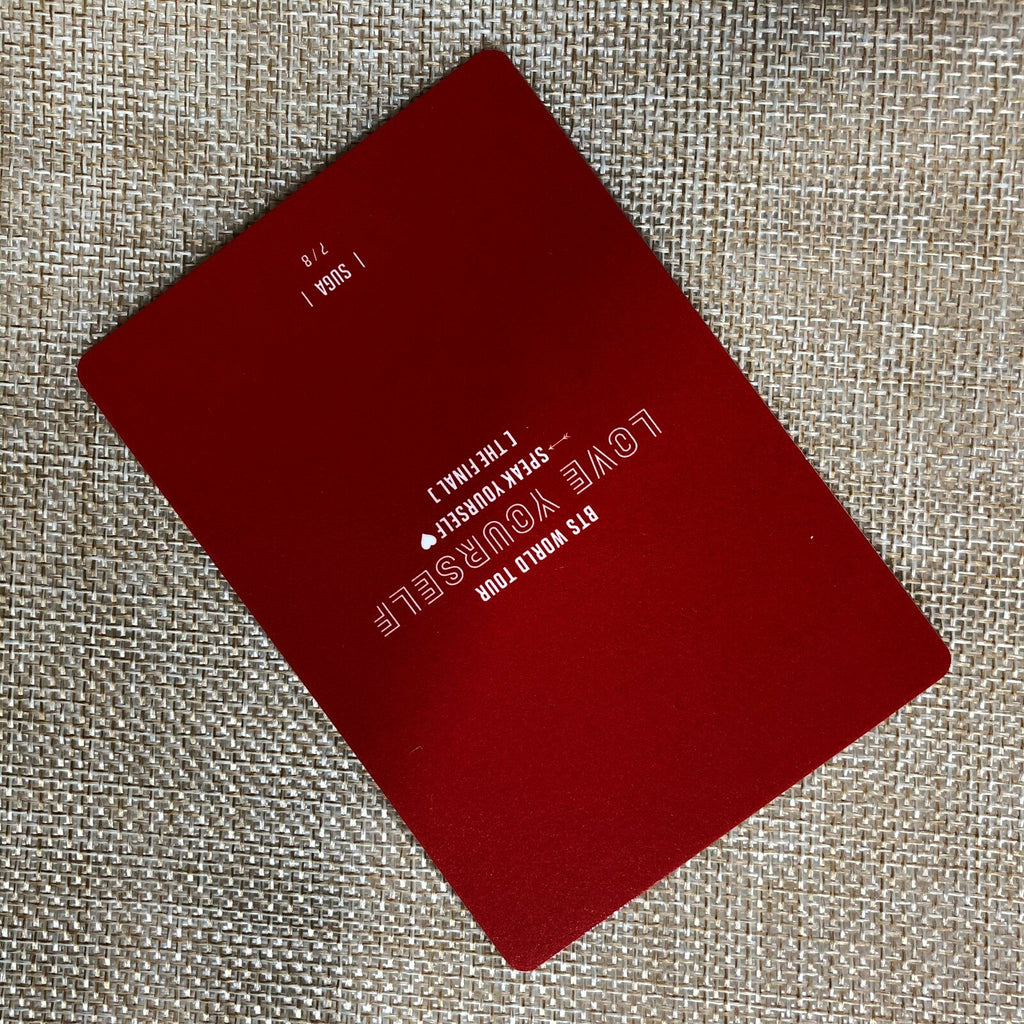 BTS WORLD TOUR
LOVE YOURSELF
SPEAK YOURSELF
[ THE FINAL ]
| SUGA |
7/8